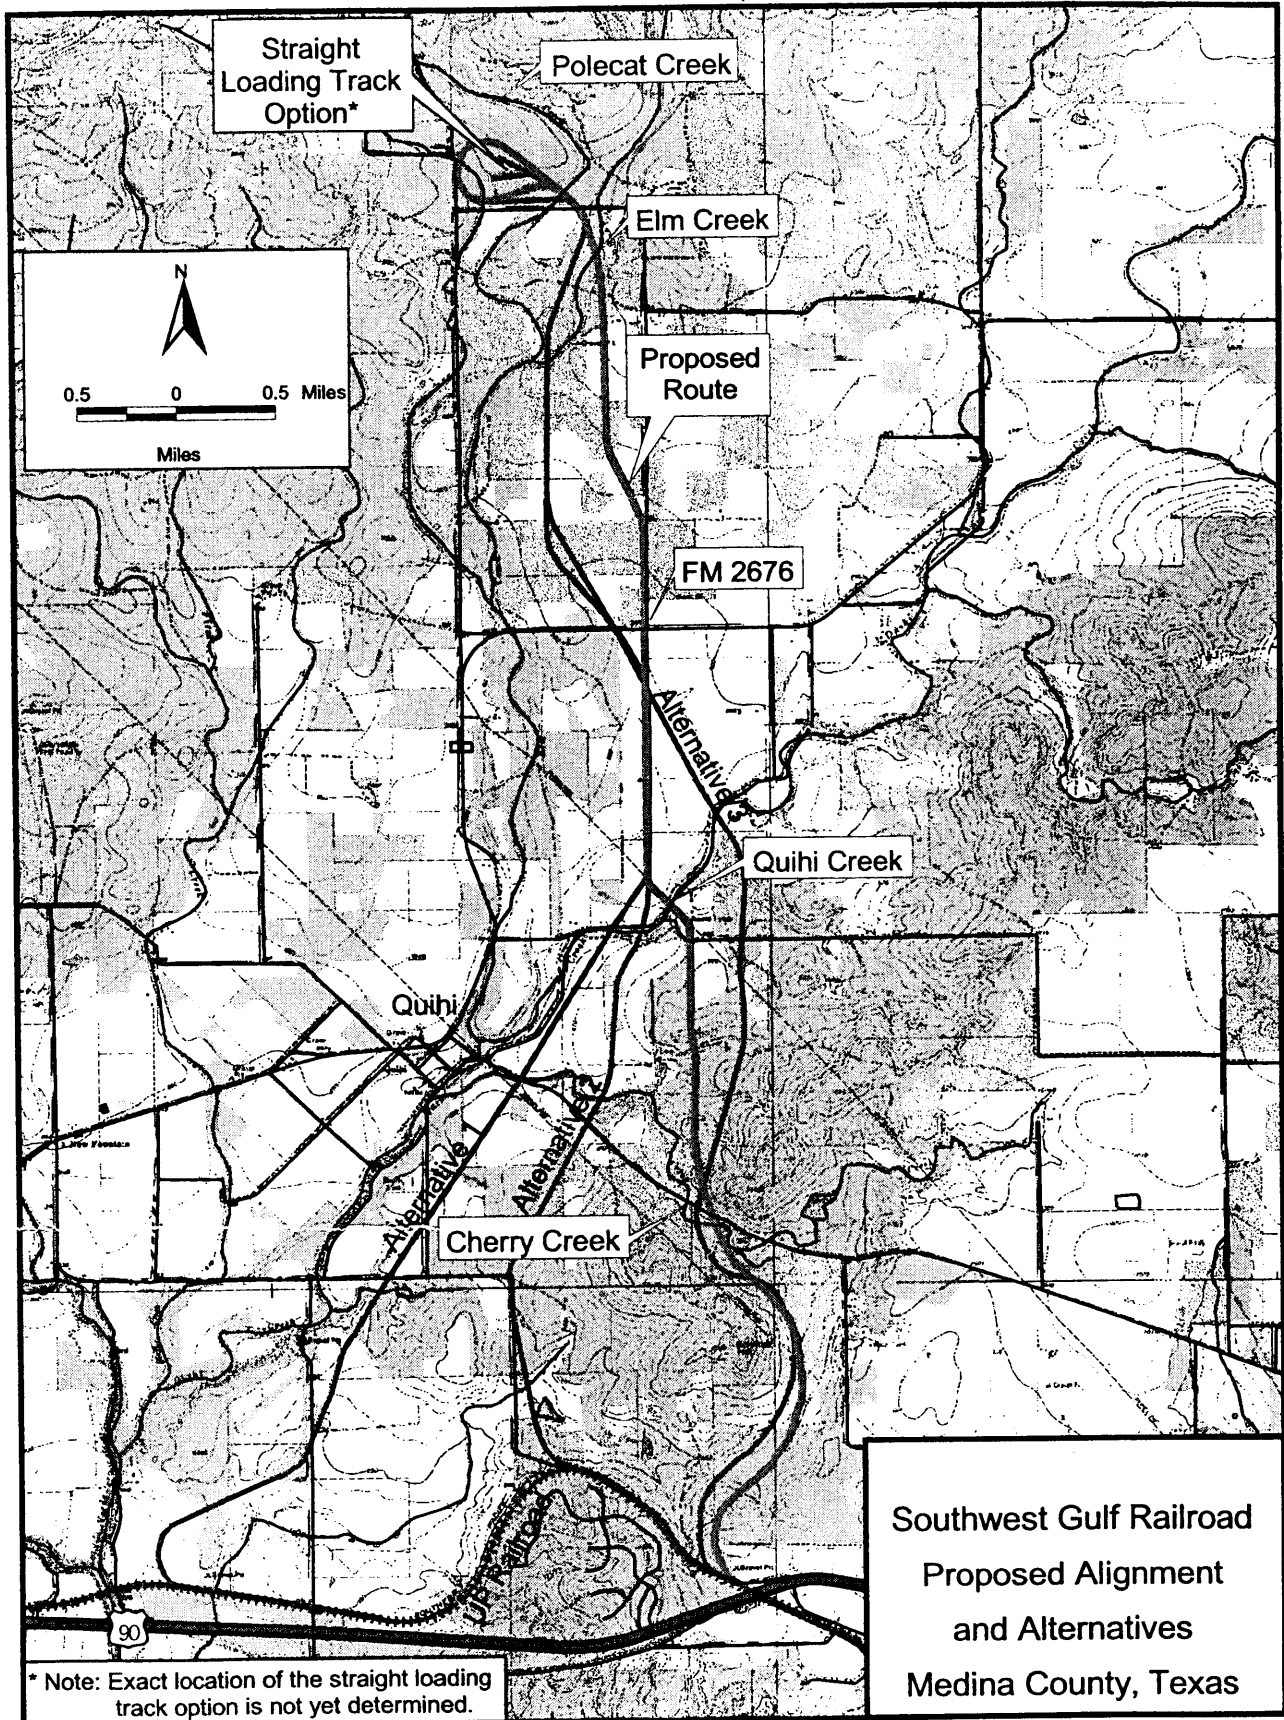 Straight
Loading Track
Option*
Polecat Creek
Elm Creek
N
0.5 0 0.5 Miles
Miles
Proposed
Route
FM 2676
Alternative 3
Quihi Creek
Quihi
Alternative 1
Alternative 2
Cherry Creek
New Fountain
UP Railroad
90
* Note: Exact location of the straight loading
track option is not yet determined.
Southwest Gulf Railroad
Proposed Alignment
and Alternatives
Medina County, Texas